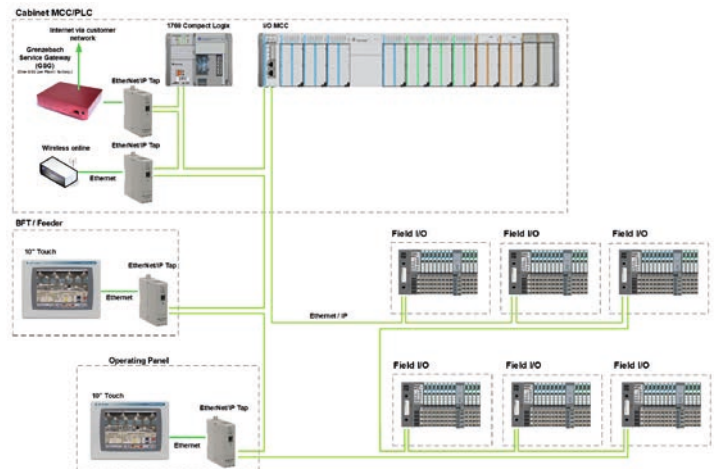 Cabinet MCC/PLC
Internet via customer
network
Grenzebach
Service Gateway
(GSG)
1769 Compact Logix
I/O MCC
EtherNet/IP Tap
Wireless online
EtherNet/IP Tap
Ethernet
BFT / Feeder
10" Touch
EtherNet/IP Tap
Ethernet
Field I/O
Field I/O
Field I/O
Ethernet / IP
Operating Panel
10" Touch
EtherNet/IP Tap
Ethernet
Field I/O
Field I/O
Field I/O